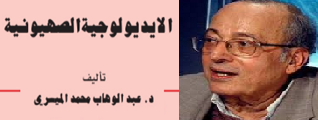 الايديولوجية الصهيونية
تأليف
د. عبد الوهاب محمد المسيري